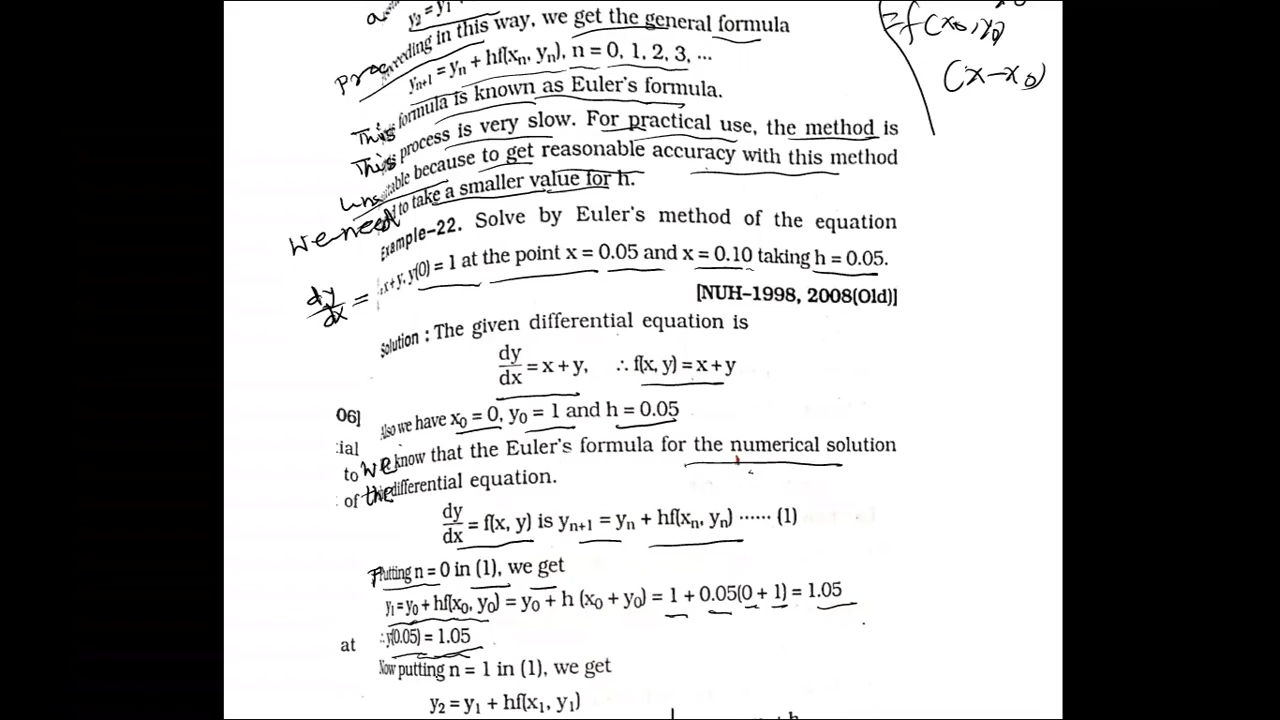 y₂ = y₁ +
Proceeding in this way, we get the general formula
yₙ₊₁ = yₙ + hf(xₙ, yₙ), n = 0, 1, 2, 3, ...
= f(x₀, y₀)
(x-x₀)
This formula is known as Euler's formula.
This process is very slow. For practical use, the method is
unsuitable because to get reasonable accuracy with this method
we need to take a smaller value for h.
Example-22. Solve by Euler's method of the equation
dy/dx = x+y, y(0) = 1 at the point x = 0.05 and x = 0.10 taking h = 0.05.
[NUH-1998, 2008(Old)]
Solution : The given differential equation is
dy/dx = x + y, ∴ f(x, y) = x + y
06]
Also we have x₀ = 0, y₀ = 1 and h = 0.05
ial
to We know that the Euler's formula for the numerical solution
of the differential equation.
dy/dx = f(x, y) is yₙ₊₁ = yₙ + hf(xₙ, yₙ) ...... (1)
Putting n = 0 in (1), we get
y₁ = y₀ + hf(x₀, y₀) = y₀ + h (x₀ + y₀) = 1 + 0.05(0 + 1) = 1.05
at ∴ y(0.05) = 1.05
Now putting n = 1 in (1), we get
y₂ = y₁ + hf(x₁, y₁)